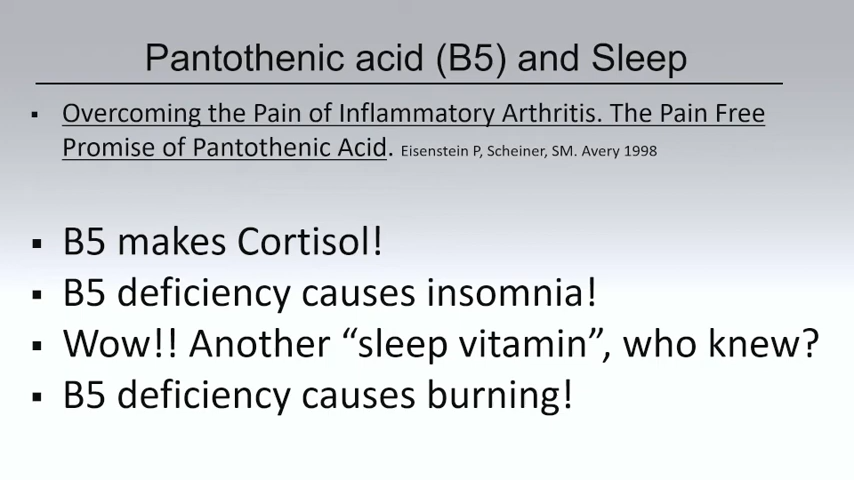 Pantothenic acid (B5) and Sleep
▪ Overcoming the Pain of Inflammatory Arthritis. The Pain Free
Promise of Pantothenic Acid. Eisenstein P, Scheiner, SM. Avery 1998
▪ B5 makes Cortisol!
▪ B5 deficiency causes insomnia!
▪ Wow!! Another “sleep vitamin”, who knew?
▪ B5 deficiency causes burning!